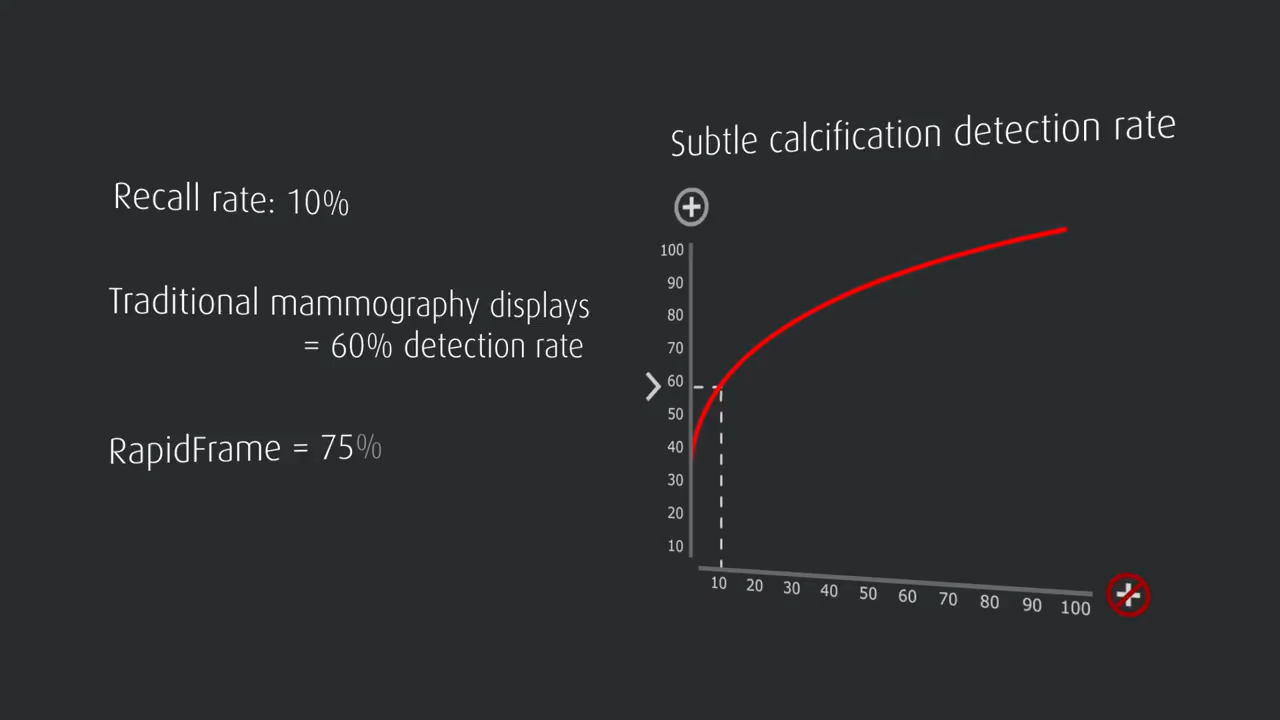 Subtle calcification detection rate
Recall rate: 10%
Traditional mammography displays
= 60% detection rate
RapidFrame = 75%
100
90
80
70
60
50
40
30
20
10
10 20 30 40 50 60 70 80 90 100